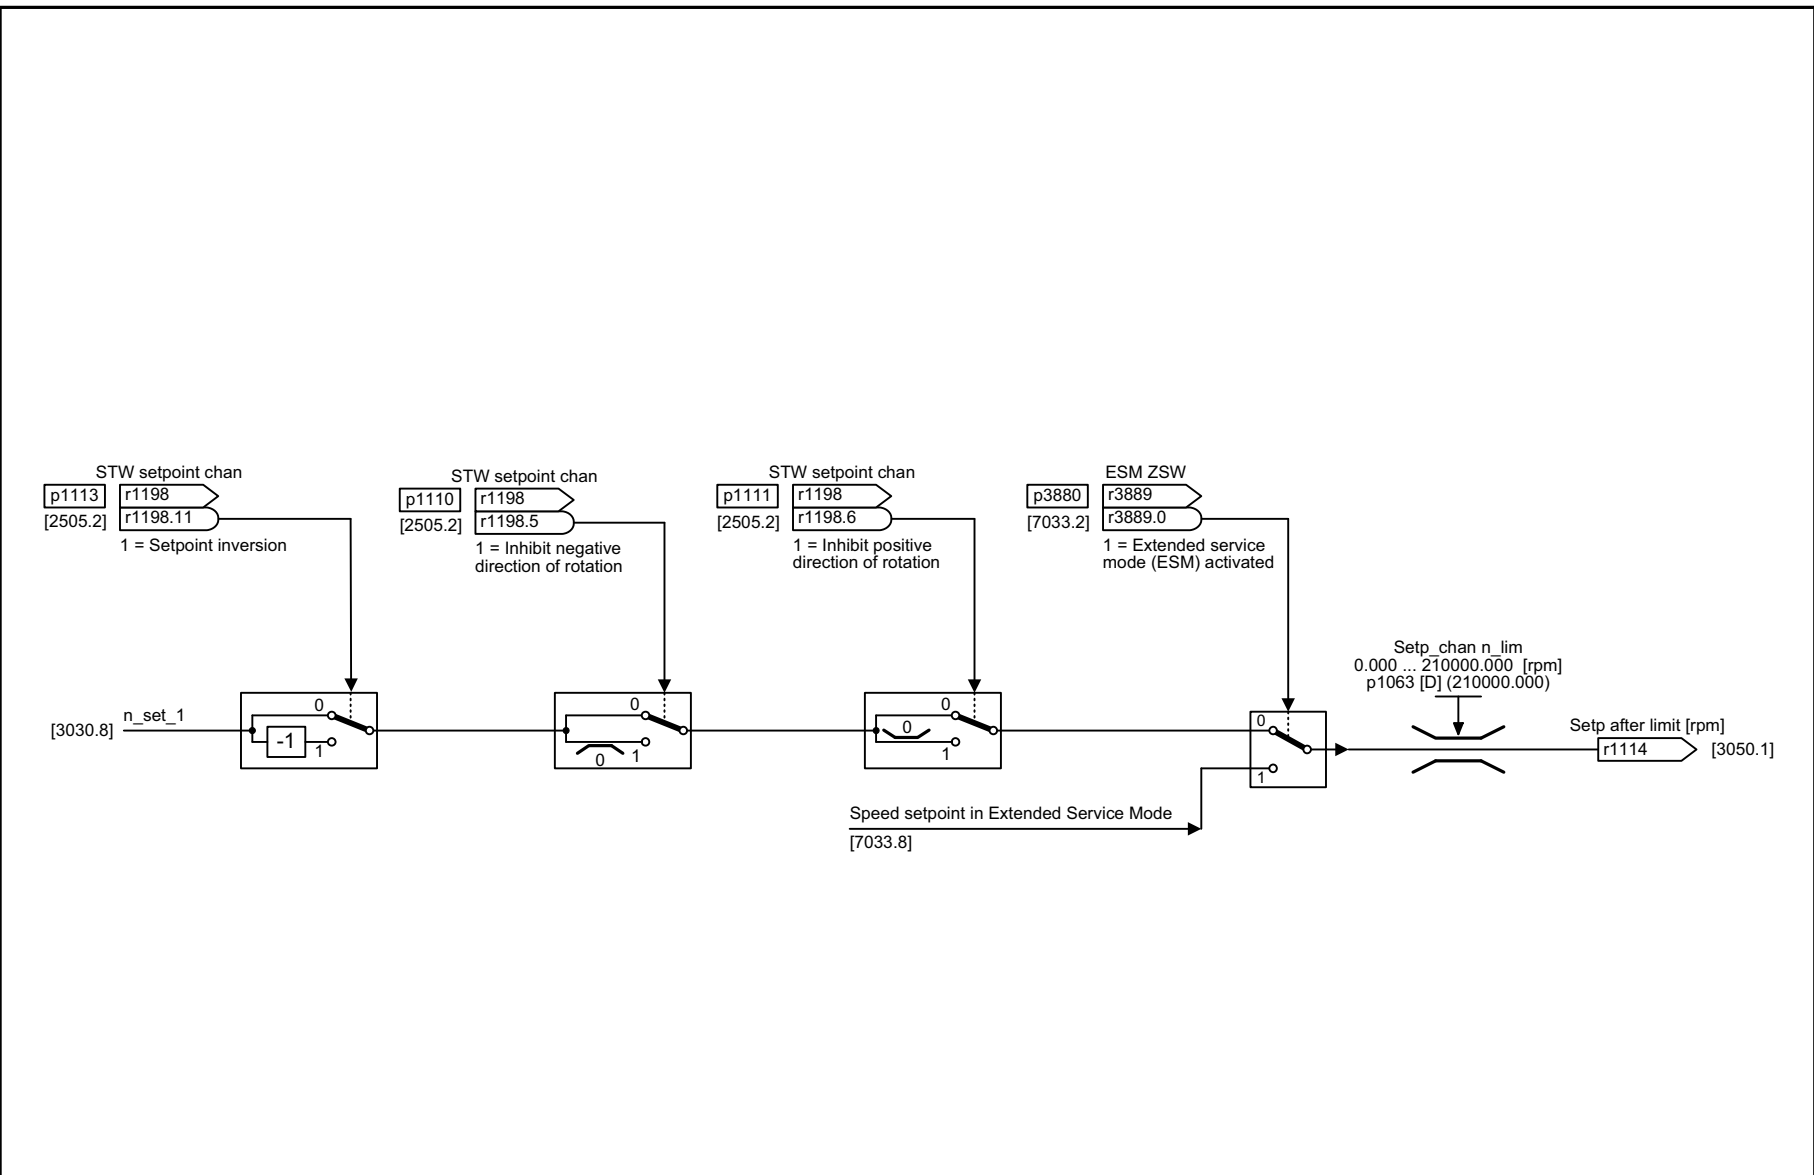 STW setpoint chan
p1113
r1198
[2505.2]
r1198.11
1 = Setpoint inversion
STW setpoint chan
p1110
r1198
[2505.2]
r1198.5
1 = Inhibit negative
direction of rotation
STW setpoint chan
p1111
r1198
[2505.2]
r1198.6
1 = Inhibit positive
direction of rotation
ESM ZSW
p3880
r3889
[7033.2]
r3889.0
1 = Extended service
mode (ESM) activated
Setp_chan n_lim
0.000 ... 210000.000 [rpm]
p1063 [D] (210000.000)
[3030.8]
n_set_1
0
-1
1
0
0
1
0
0
1
0
1
Setp after limit [rpm]
r1114
[3050.1]
Speed setpoint in Extended Service Mode
[7033.8]